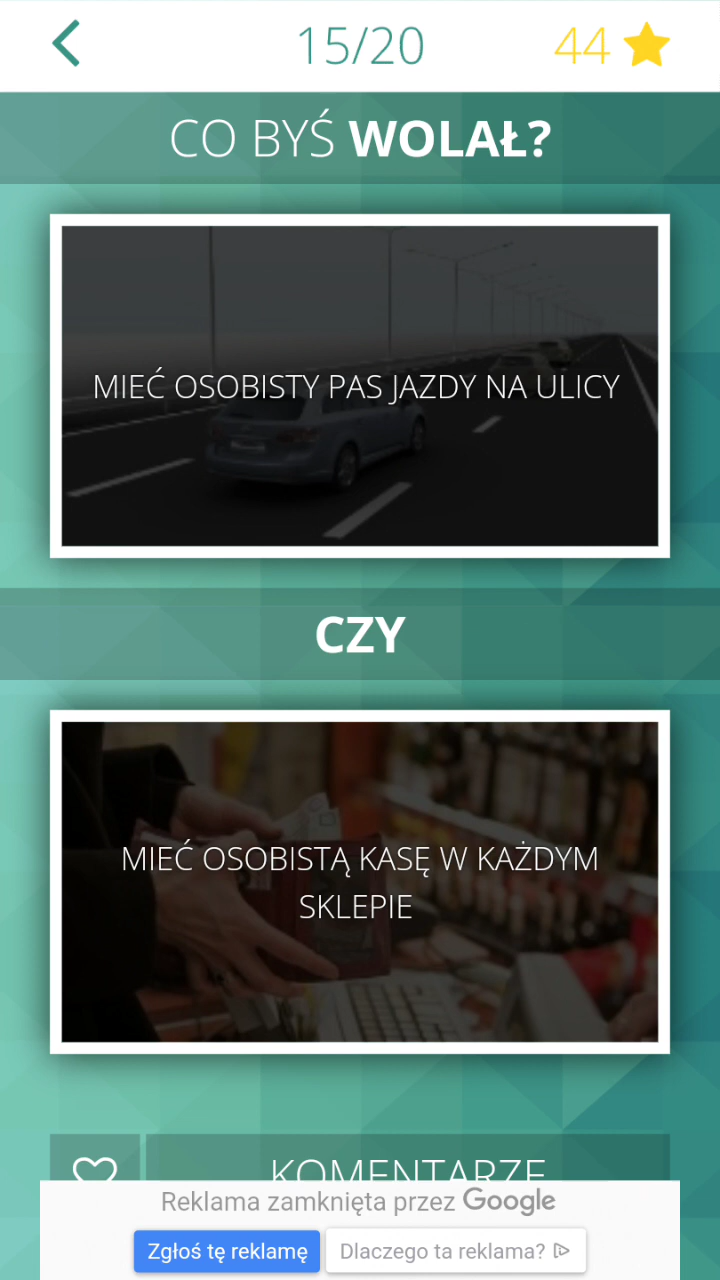 15/20
44
CO BYŚ WOLAŁ?
MIEĆ OSOBISTY PAS JAZDY NA ULICY
CZY
MIEĆ OSOBISTĄ KASĘ W KAŻDYM
SKLEPIE
KOMENTARZE
Reklama zamknięta przez Google
Zgłoś tę reklamę
Dlaczego ta reklama?